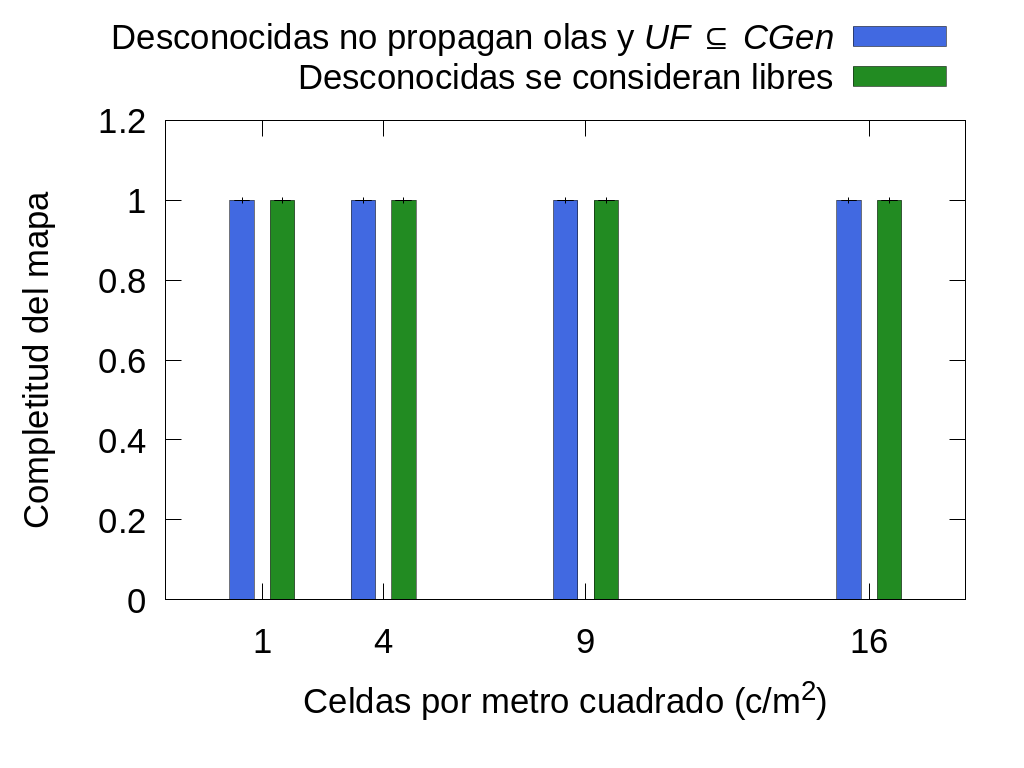 Desconocidas no propagan olas y UF ⊆ CGen
Desconocidas se consideran libres
1.2
1
0.8
0.6
0.4
0.2
0
Completitud del mapa
1 4 9 16
Celdas por metro cuadrado (c/m²)